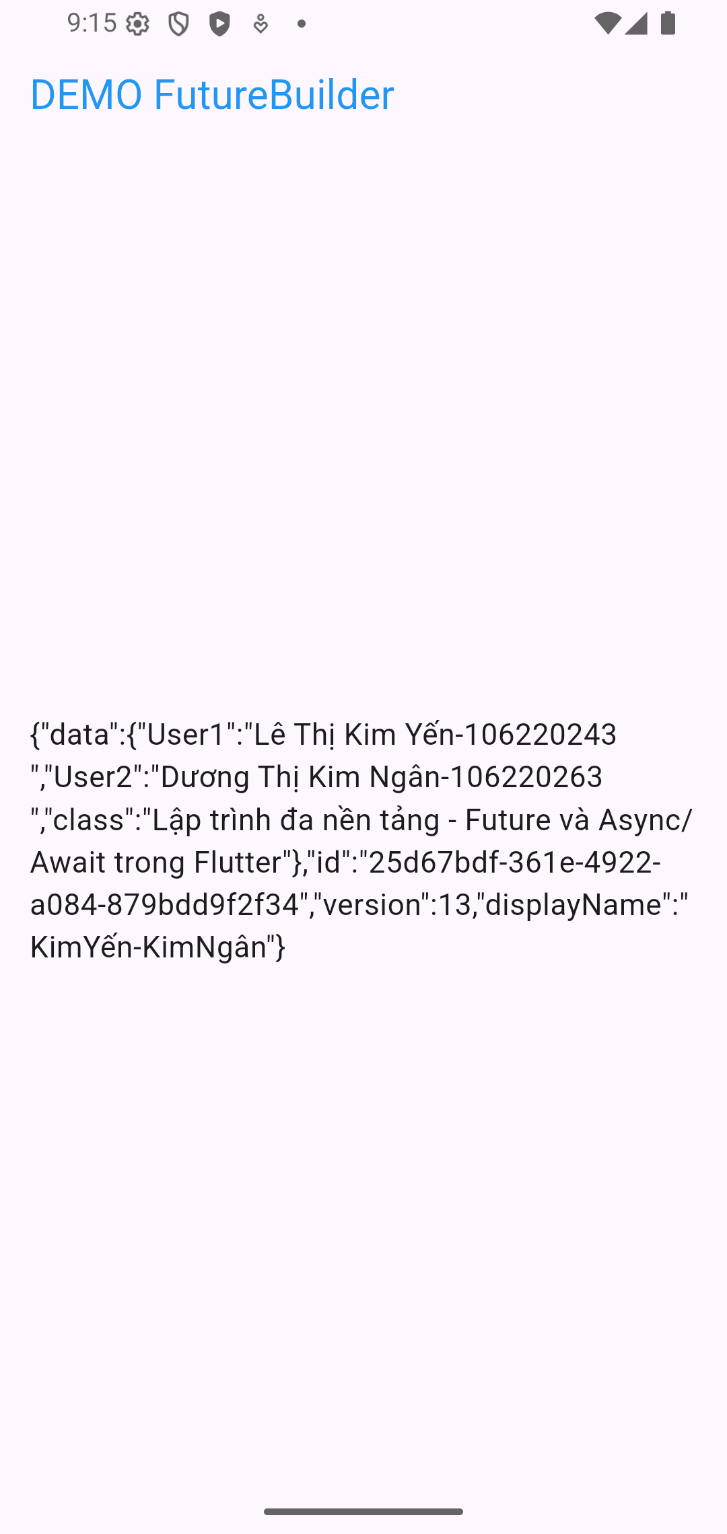 9:15
DEMO FutureBuilder
{"data":{"User1":"Lê Thị Kim Yến-106220243
","User2":"Dương Thị Kim Ngân-106220263
","class":"Lập trình đa nền tảng - Future và Async/
Await trong Flutter"},"id":"25d67bdf-361e-4922-
a084-879bdd9f2f34","version":13,"displayName":"
KimYến-KimNgân"}